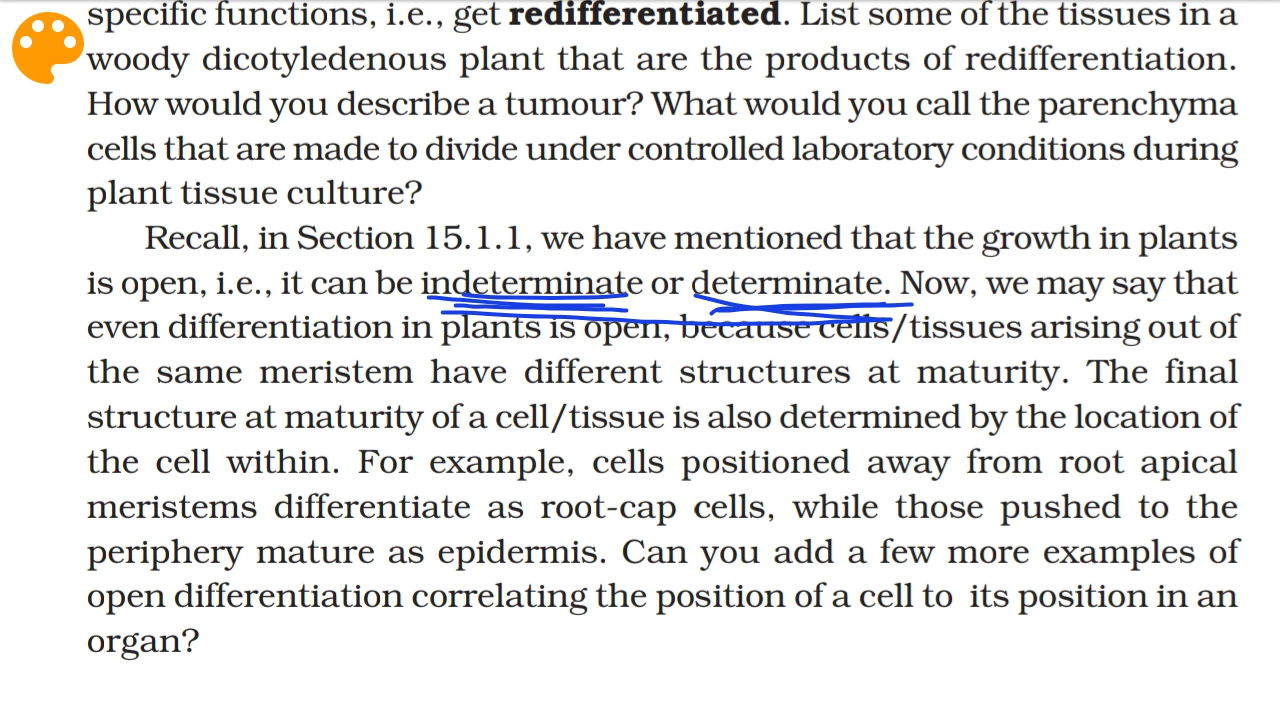 specific functions, i.e., get redifferentiated. List some of the tissues in a
woody dicotyledenous plant that are the products of redifferentiation.
How would you describe a tumour? What would you call the parenchyma
cells that are made to divide under controlled laboratory conditions during
plant tissue culture?
Recall, in Section 15.1.1, we have mentioned that the growth in plants
is open, i.e., it can be indeterminate or determinate. Now, we may say that
even differentiation in plants is open, because cells/tissues arising out of
the same meristem have different structures at maturity. The final
structure at maturity of a cell/tissue is also determined by the location of
the cell within. For example, cells positioned away from root apical
meristems differentiate as root-cap cells, while those pushed to the
periphery mature as epidermis. Can you add a few more examples of
open differentiation correlating the position of a cell to its position in an
organ?